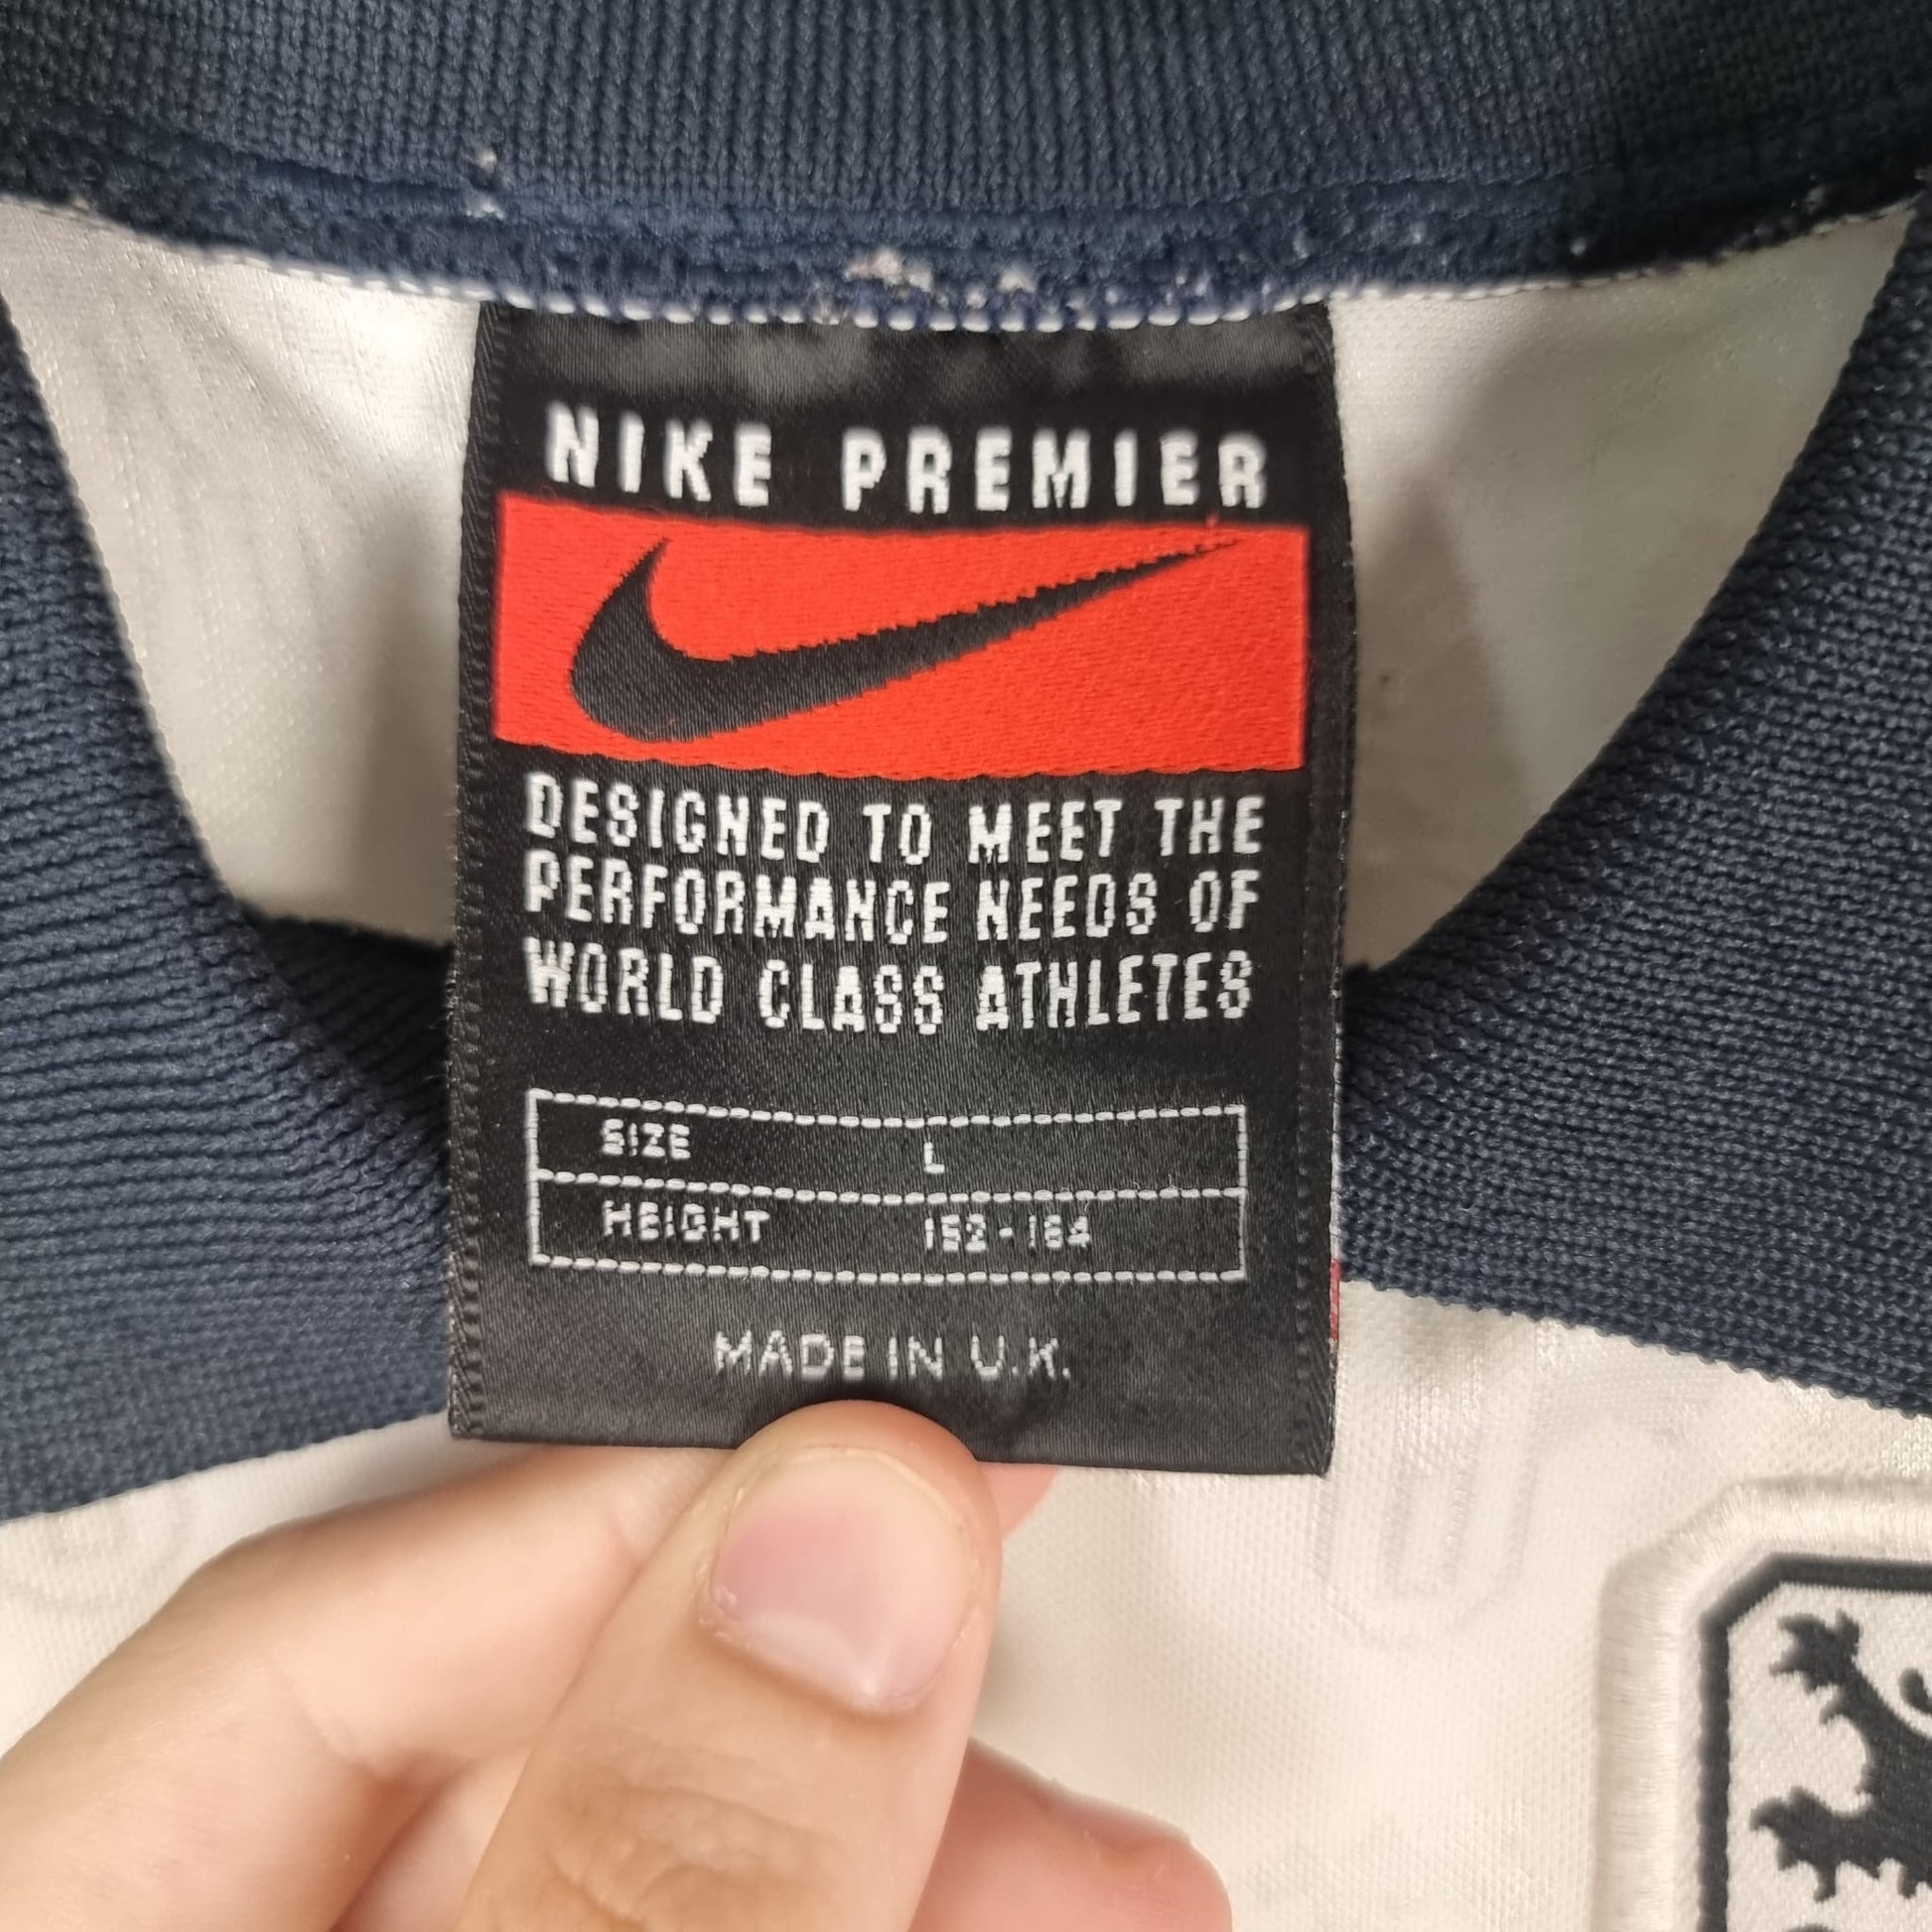 NIKE PREMIER
DESIGNED TO MEET THE
PERFORMANCE NEEDS OF
WORLD CLASS ATHLETES
SIZE L
HEIGHT 152-164
MADE IN U.K.